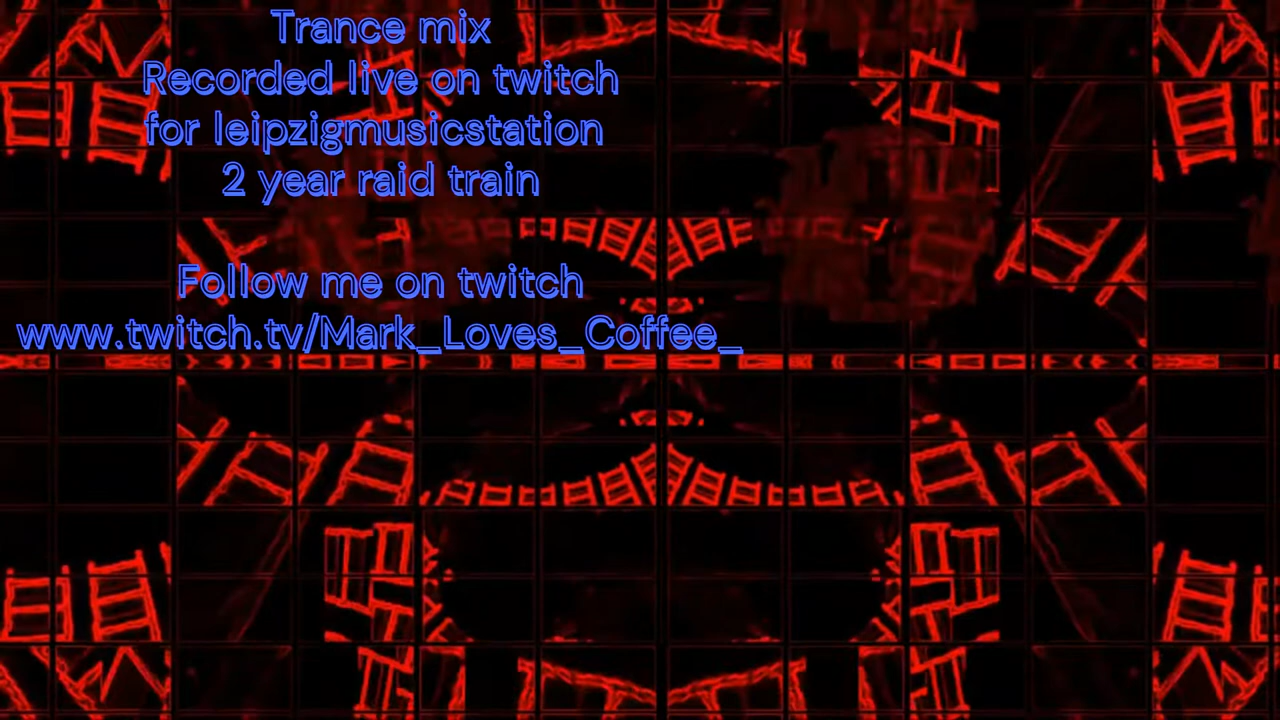 Trance mix
Recorded live on twitch
for leipzigmusicstation
2 year raid train
Follow me on twitch
www.twitch.tv/Mark_Loves_Coffee_